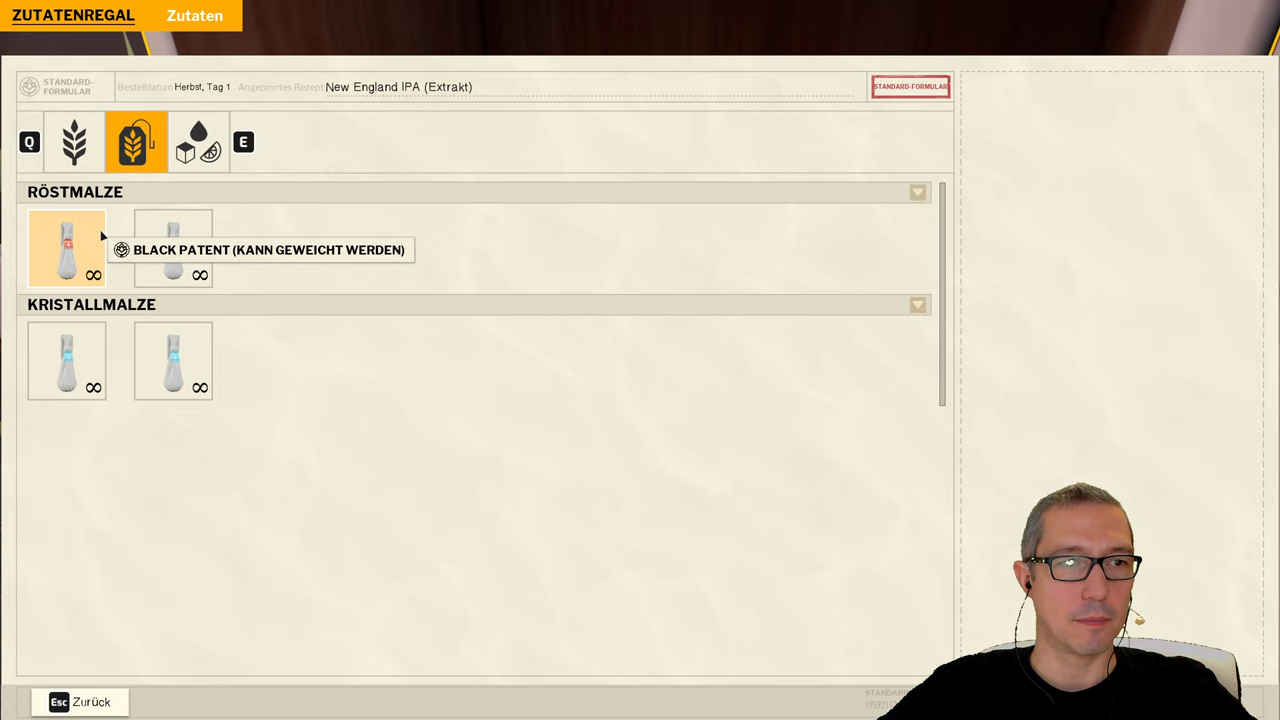 ZUTATENREGAL Zutaten
STANDARD-
FORMULAR
Bestelldatum Herbst, Tag 1 Angepinntes Rezept New England IPA (Extrakt)
STANDARD-FORMULAR
Q E
RÖSTMALZE
BLACK PATENT (KANN GEWEICHT WERDEN)
∞ ∞
KRISTALLMALZE
∞ ∞
Esc Zurück